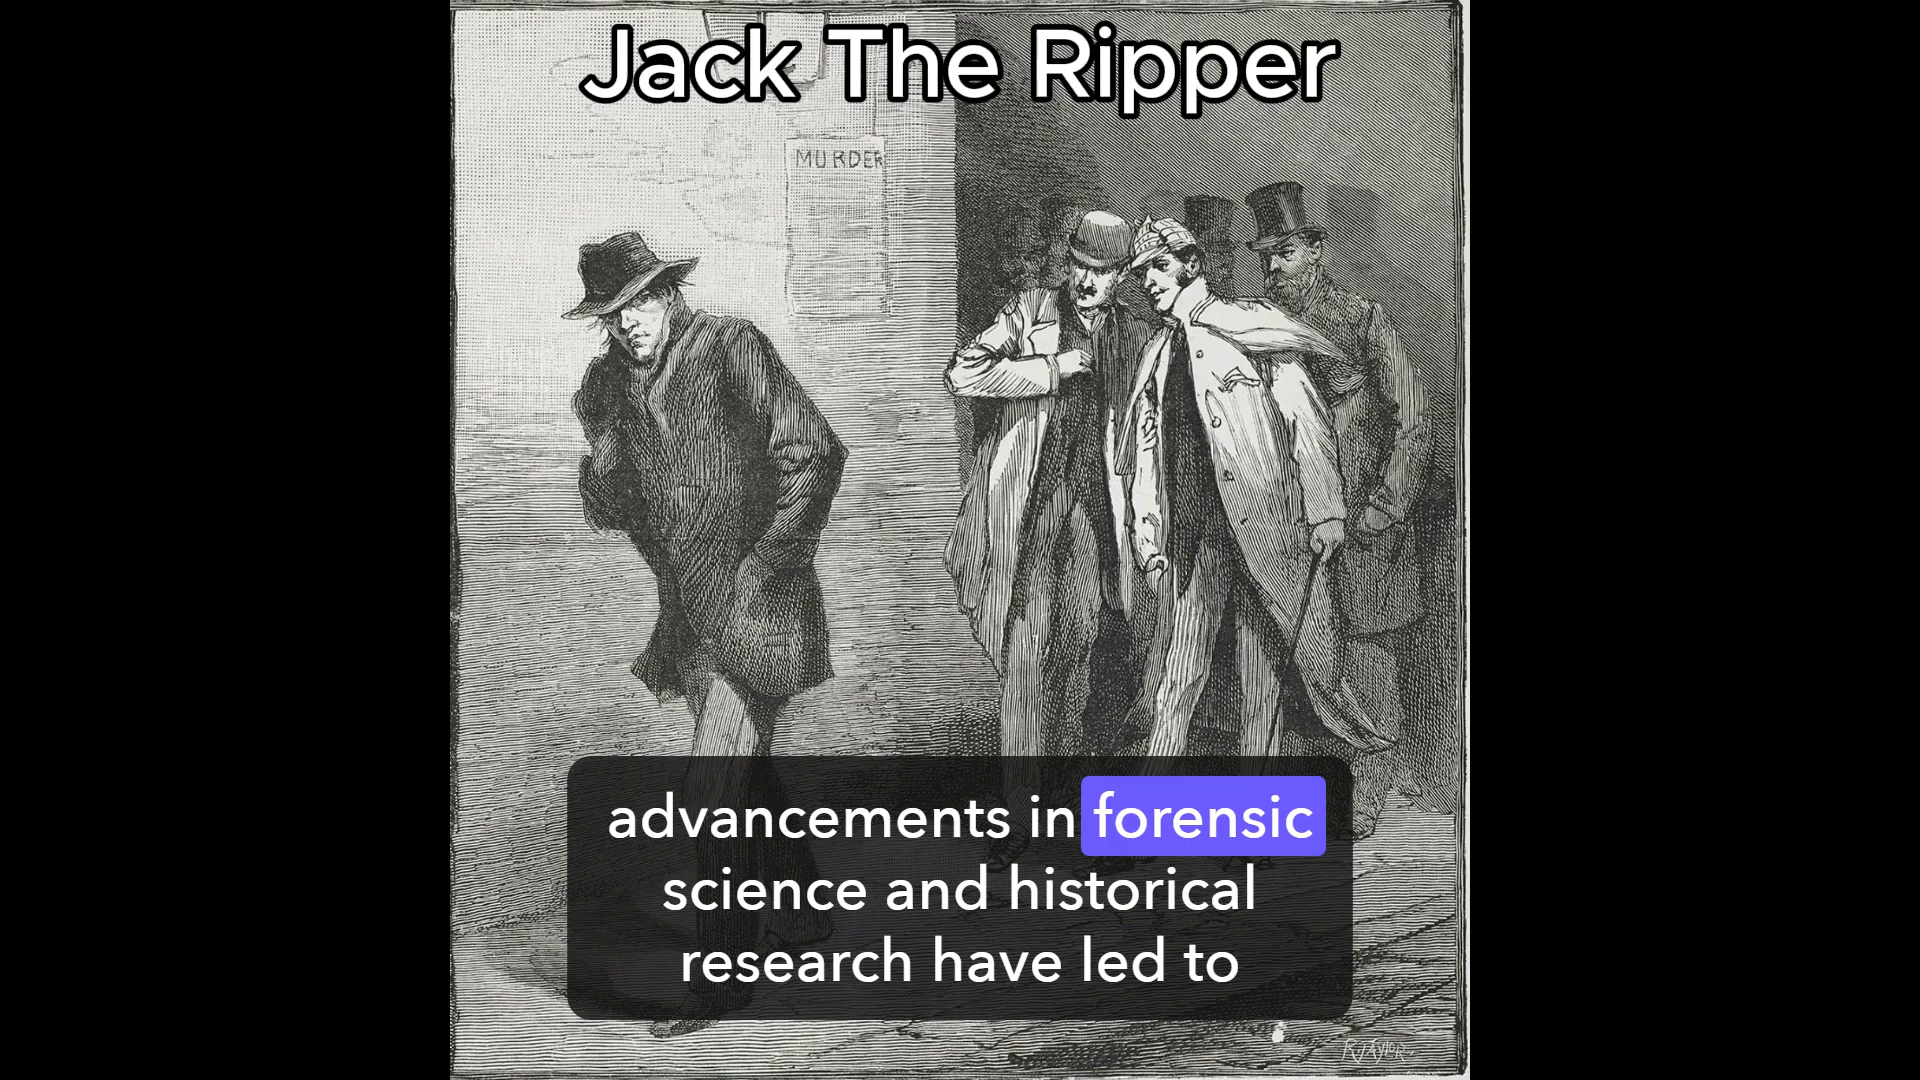 Jack The Ripper
MURDER
advancements in forensic
science and historical
research have led to